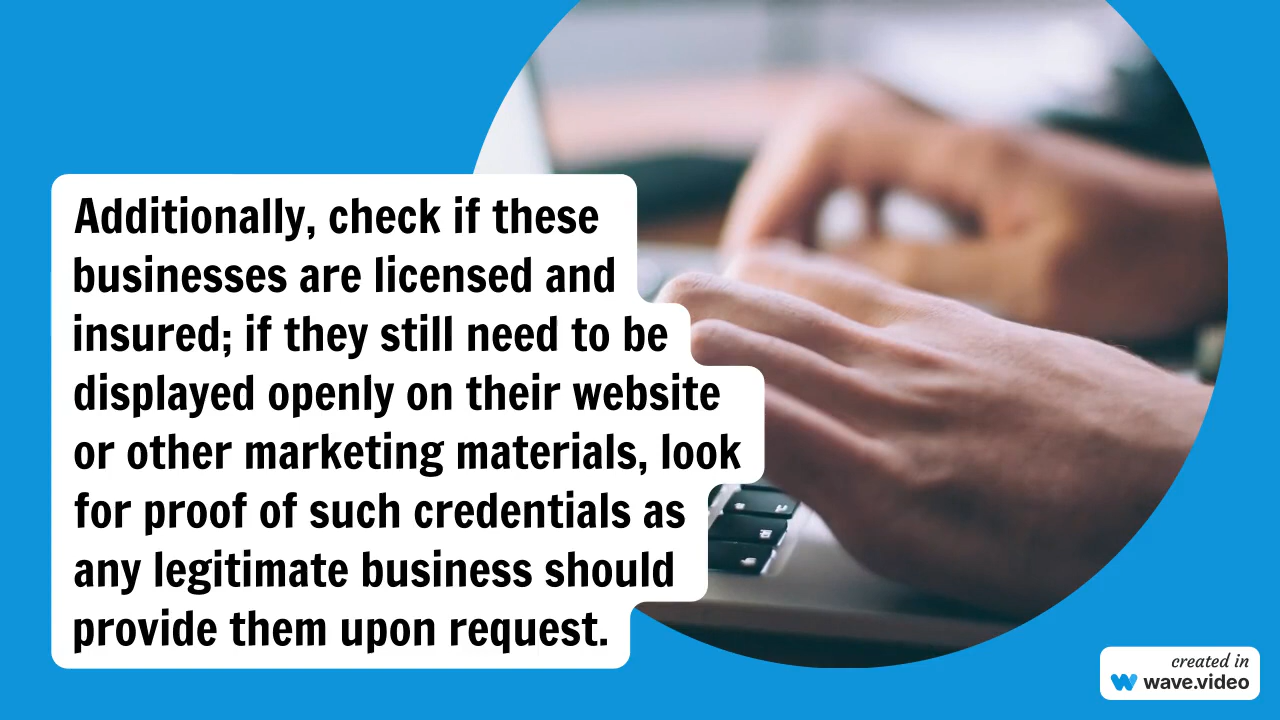 Additionally, check if these
businesses are licensed and
insured; if they still need to be
displayed openly on their website
or other marketing materials, look
for proof of such credentials as
any legitimate business should
provide them upon request.
created in
wave.video